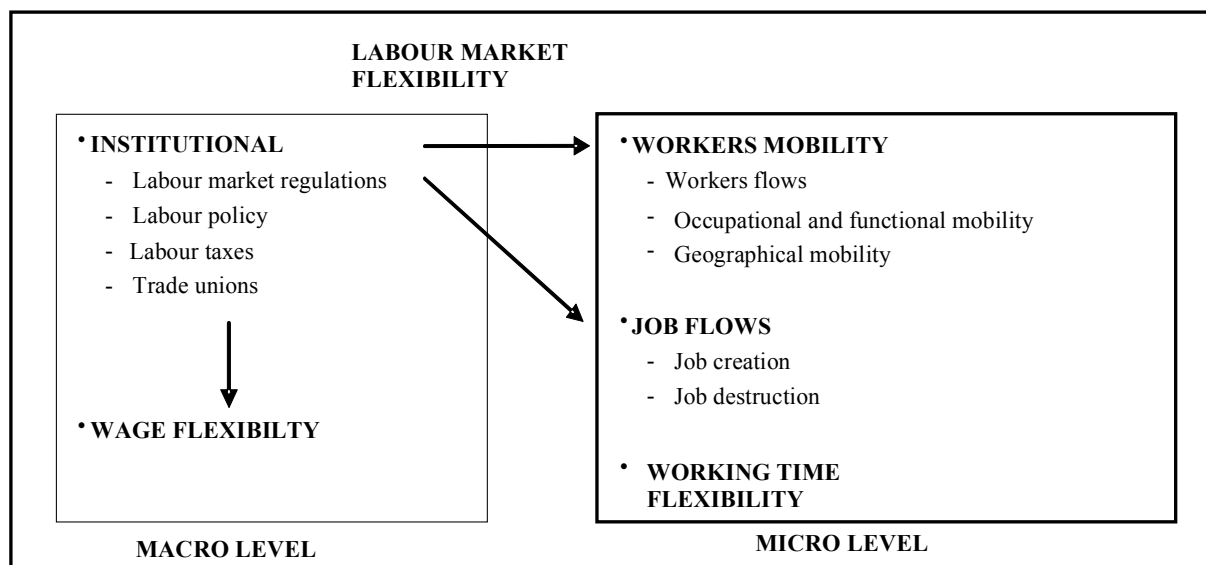 LABOUR MARKET
FLEXIBILITY
• INSTITUTIONAL
- Labour market regulations
- Labour policy
- Labour taxes
- Trade unions
• WAGE FLEXIBILTY
MACRO LEVEL
• WORKERS MOBILITY
- Workers flows
- Occupational and functional mobility
- Geographical mobility
• JOB FLOWS
- Job creation
- Job destruction
• WORKING TIME
FLEXIBILITY
MICRO LEVEL